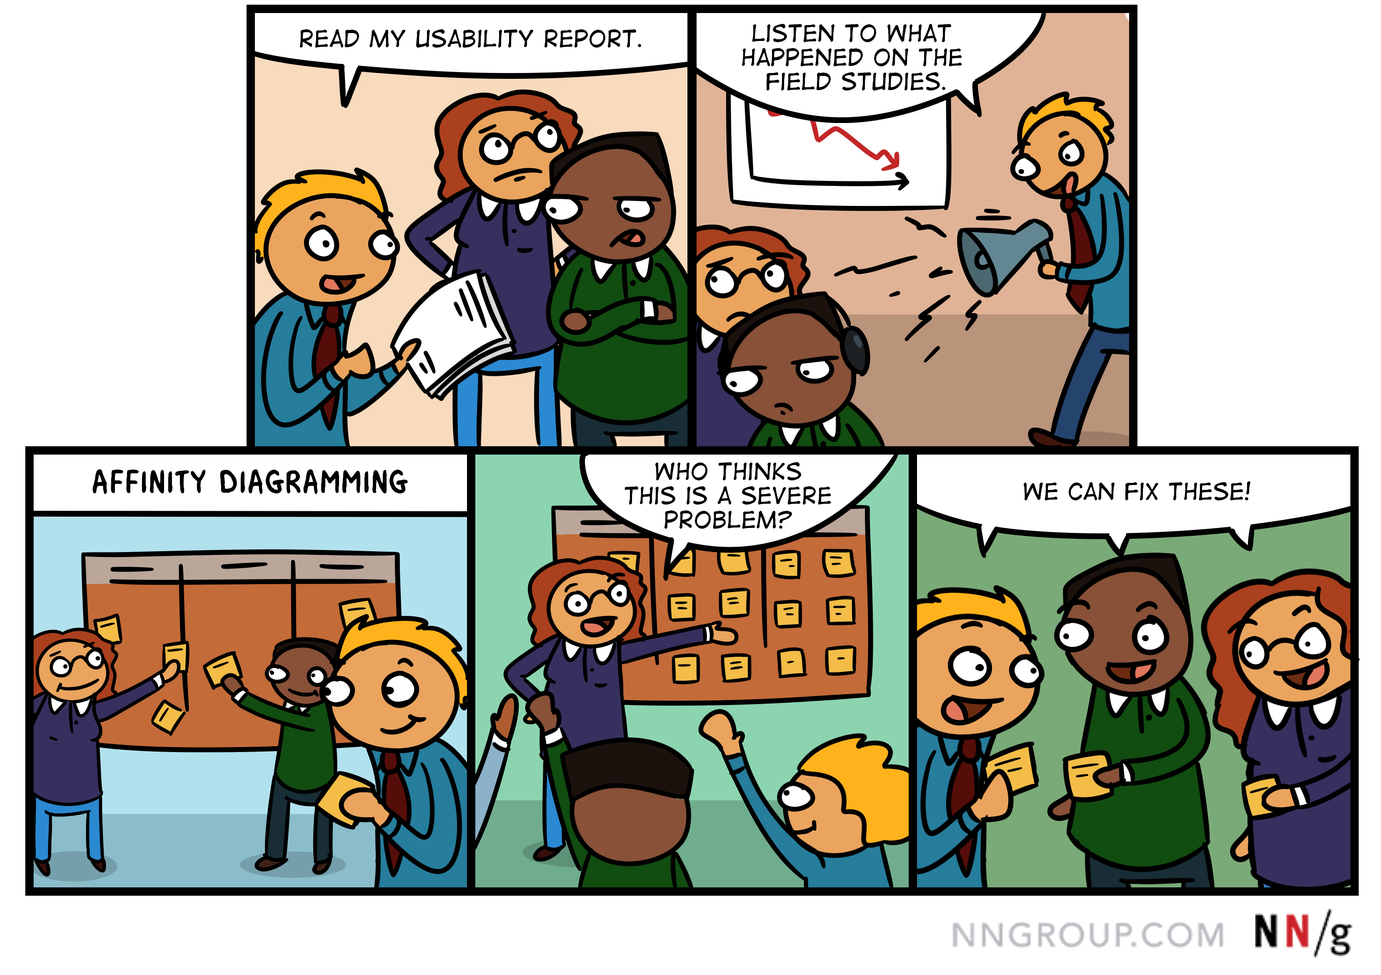 READ MY USABILITY REPORT.
LISTEN TO WHAT
HAPPENED ON THE
FIELD STUDIES.
AFFINITY DIAGRAMMING
WHO THINKS
THIS IS A SEVERE
PROBLEM?
WE CAN FIX THESE!
NNGROUP.COM NN/g